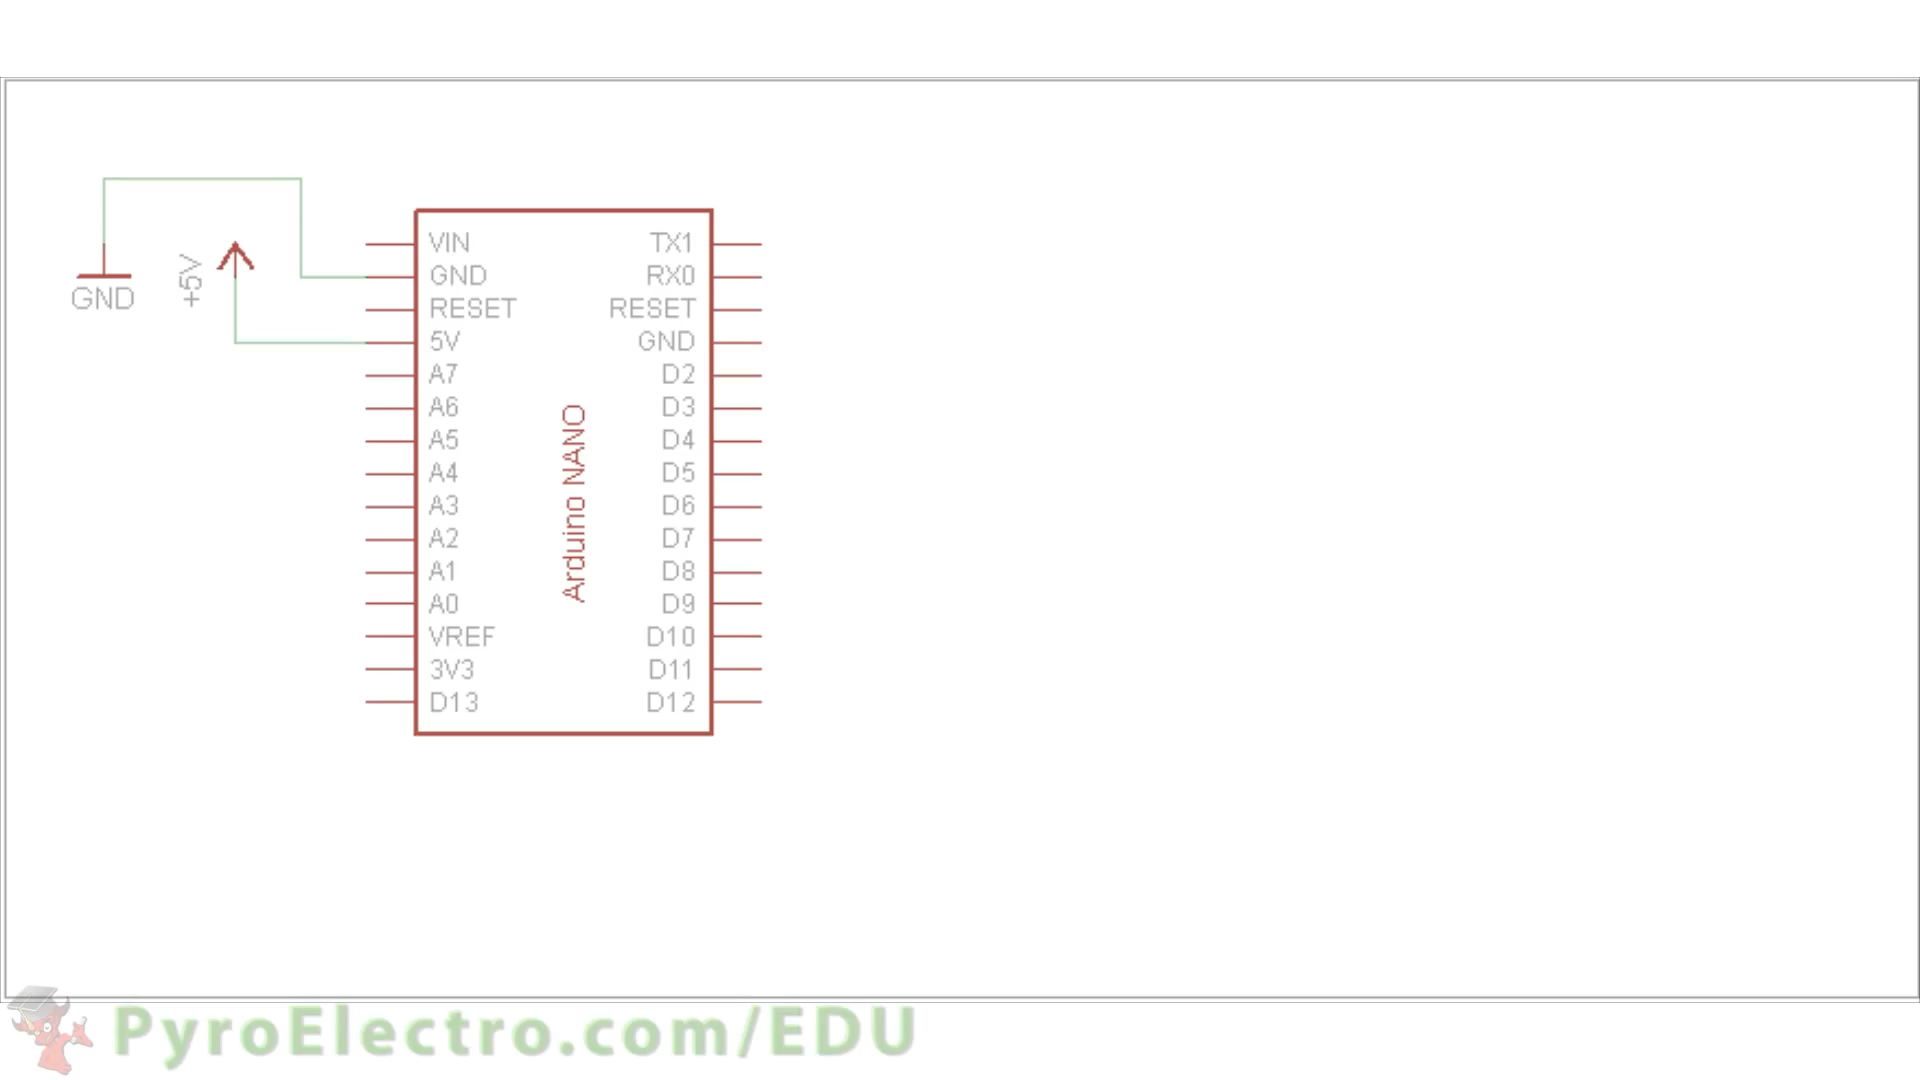 GND
+5V
VIN
GND
RESET
5V
A7
A6
A5
A4
A3
A2
A1
A0
VREF
3V3
D13
Arduino NANO
TX1
RX0
RESET
GND
D2
D3
D4
D5
D6
D7
D8
D9
D10
D11
D12
PyroElectro.com/EDU